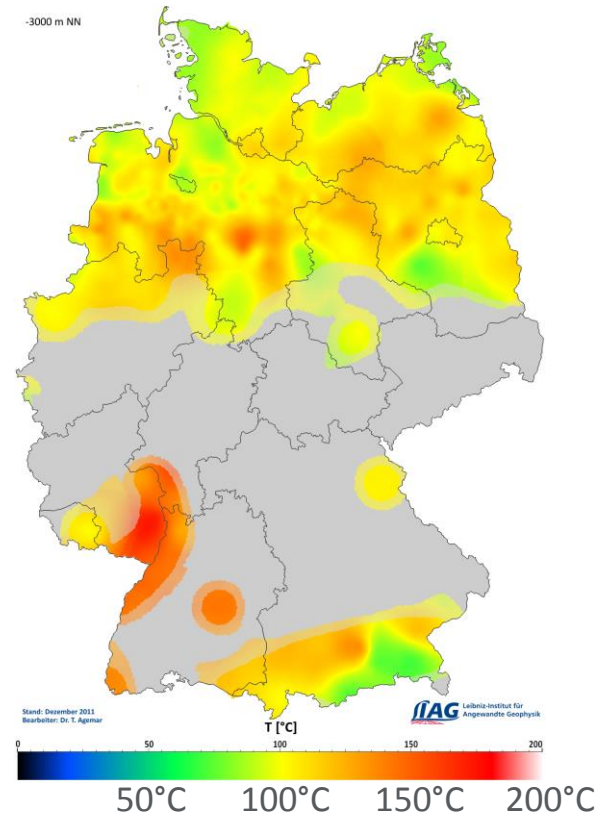 -3000 m NN
Stand: Dezember 2011
Bearbeiter: Dr. T. Agemar
LIAG Leibniz-Institut für
Angewandte Geophysik
T [°C]
0 50 100 150 200
50°C 100°C 150°C 200°C